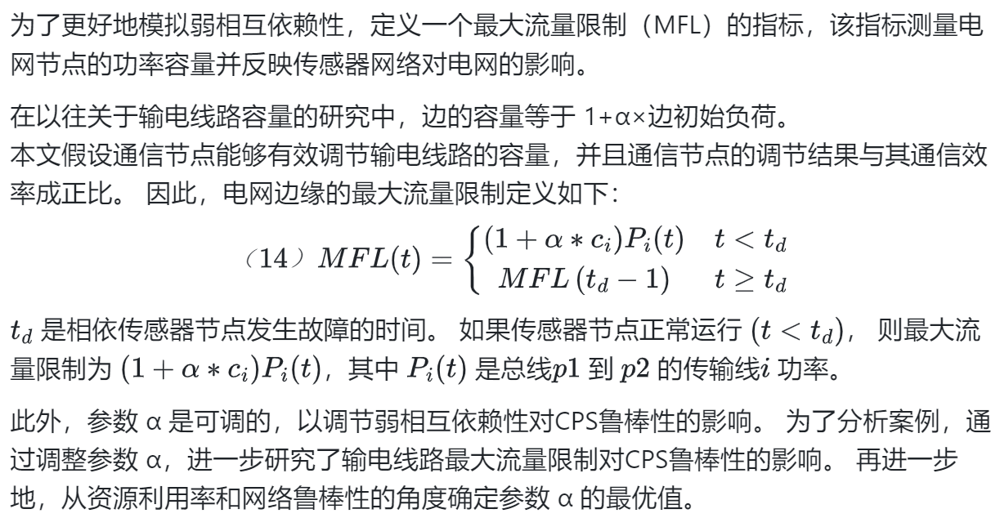 为了更好地模拟弱相互依赖性，定义一个最大流量限制（MFL）的指标，该指标测量电
网节点的功率容量并反映传感器网络对电网的影响。
在以往关于输电线路容量的研究中，边的容量等于 1+α×边初始负荷。
本文假设通信节点能够有效调节输电线路的容量，并且通信节点的调节结果与其通信效
率成正比。 因此，电网边缘的最大流量限制定义如下：
（14）MFL(t) = { (1 + α * c_i)P_i(t)   t < t_d
MFL (t_d − 1)   t ≥ t_d
t_d 是相依传感器节点发生故障的时间。 如果传感器节点正常运行 (t < t_d)， 则最大流
量限制为 (1 + α * c_i)P_i(t)，其中 P_i(t) 是总线p1 到 p2 的传输线i 功率。
此外，参数 α 是可调的，以调节弱相互依赖性对CPS鲁棒性的影响。 为了分析案例，通
过调整参数 α，进一步研究了输电线路最大流量限制对CPS鲁棒性的影响。 再进一步
地，从资源利用率和网络鲁棒性的角度确定参数 α 的最优值。